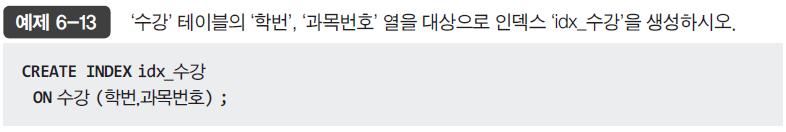 예제 6-13 '수강' 테이블의 '학번', '과목번호' 열을 대상으로 인덱스 'idx_수강'을 생성하시오.
CREATE INDEX idx_수강
ON 수강 (학번,과목번호) ;